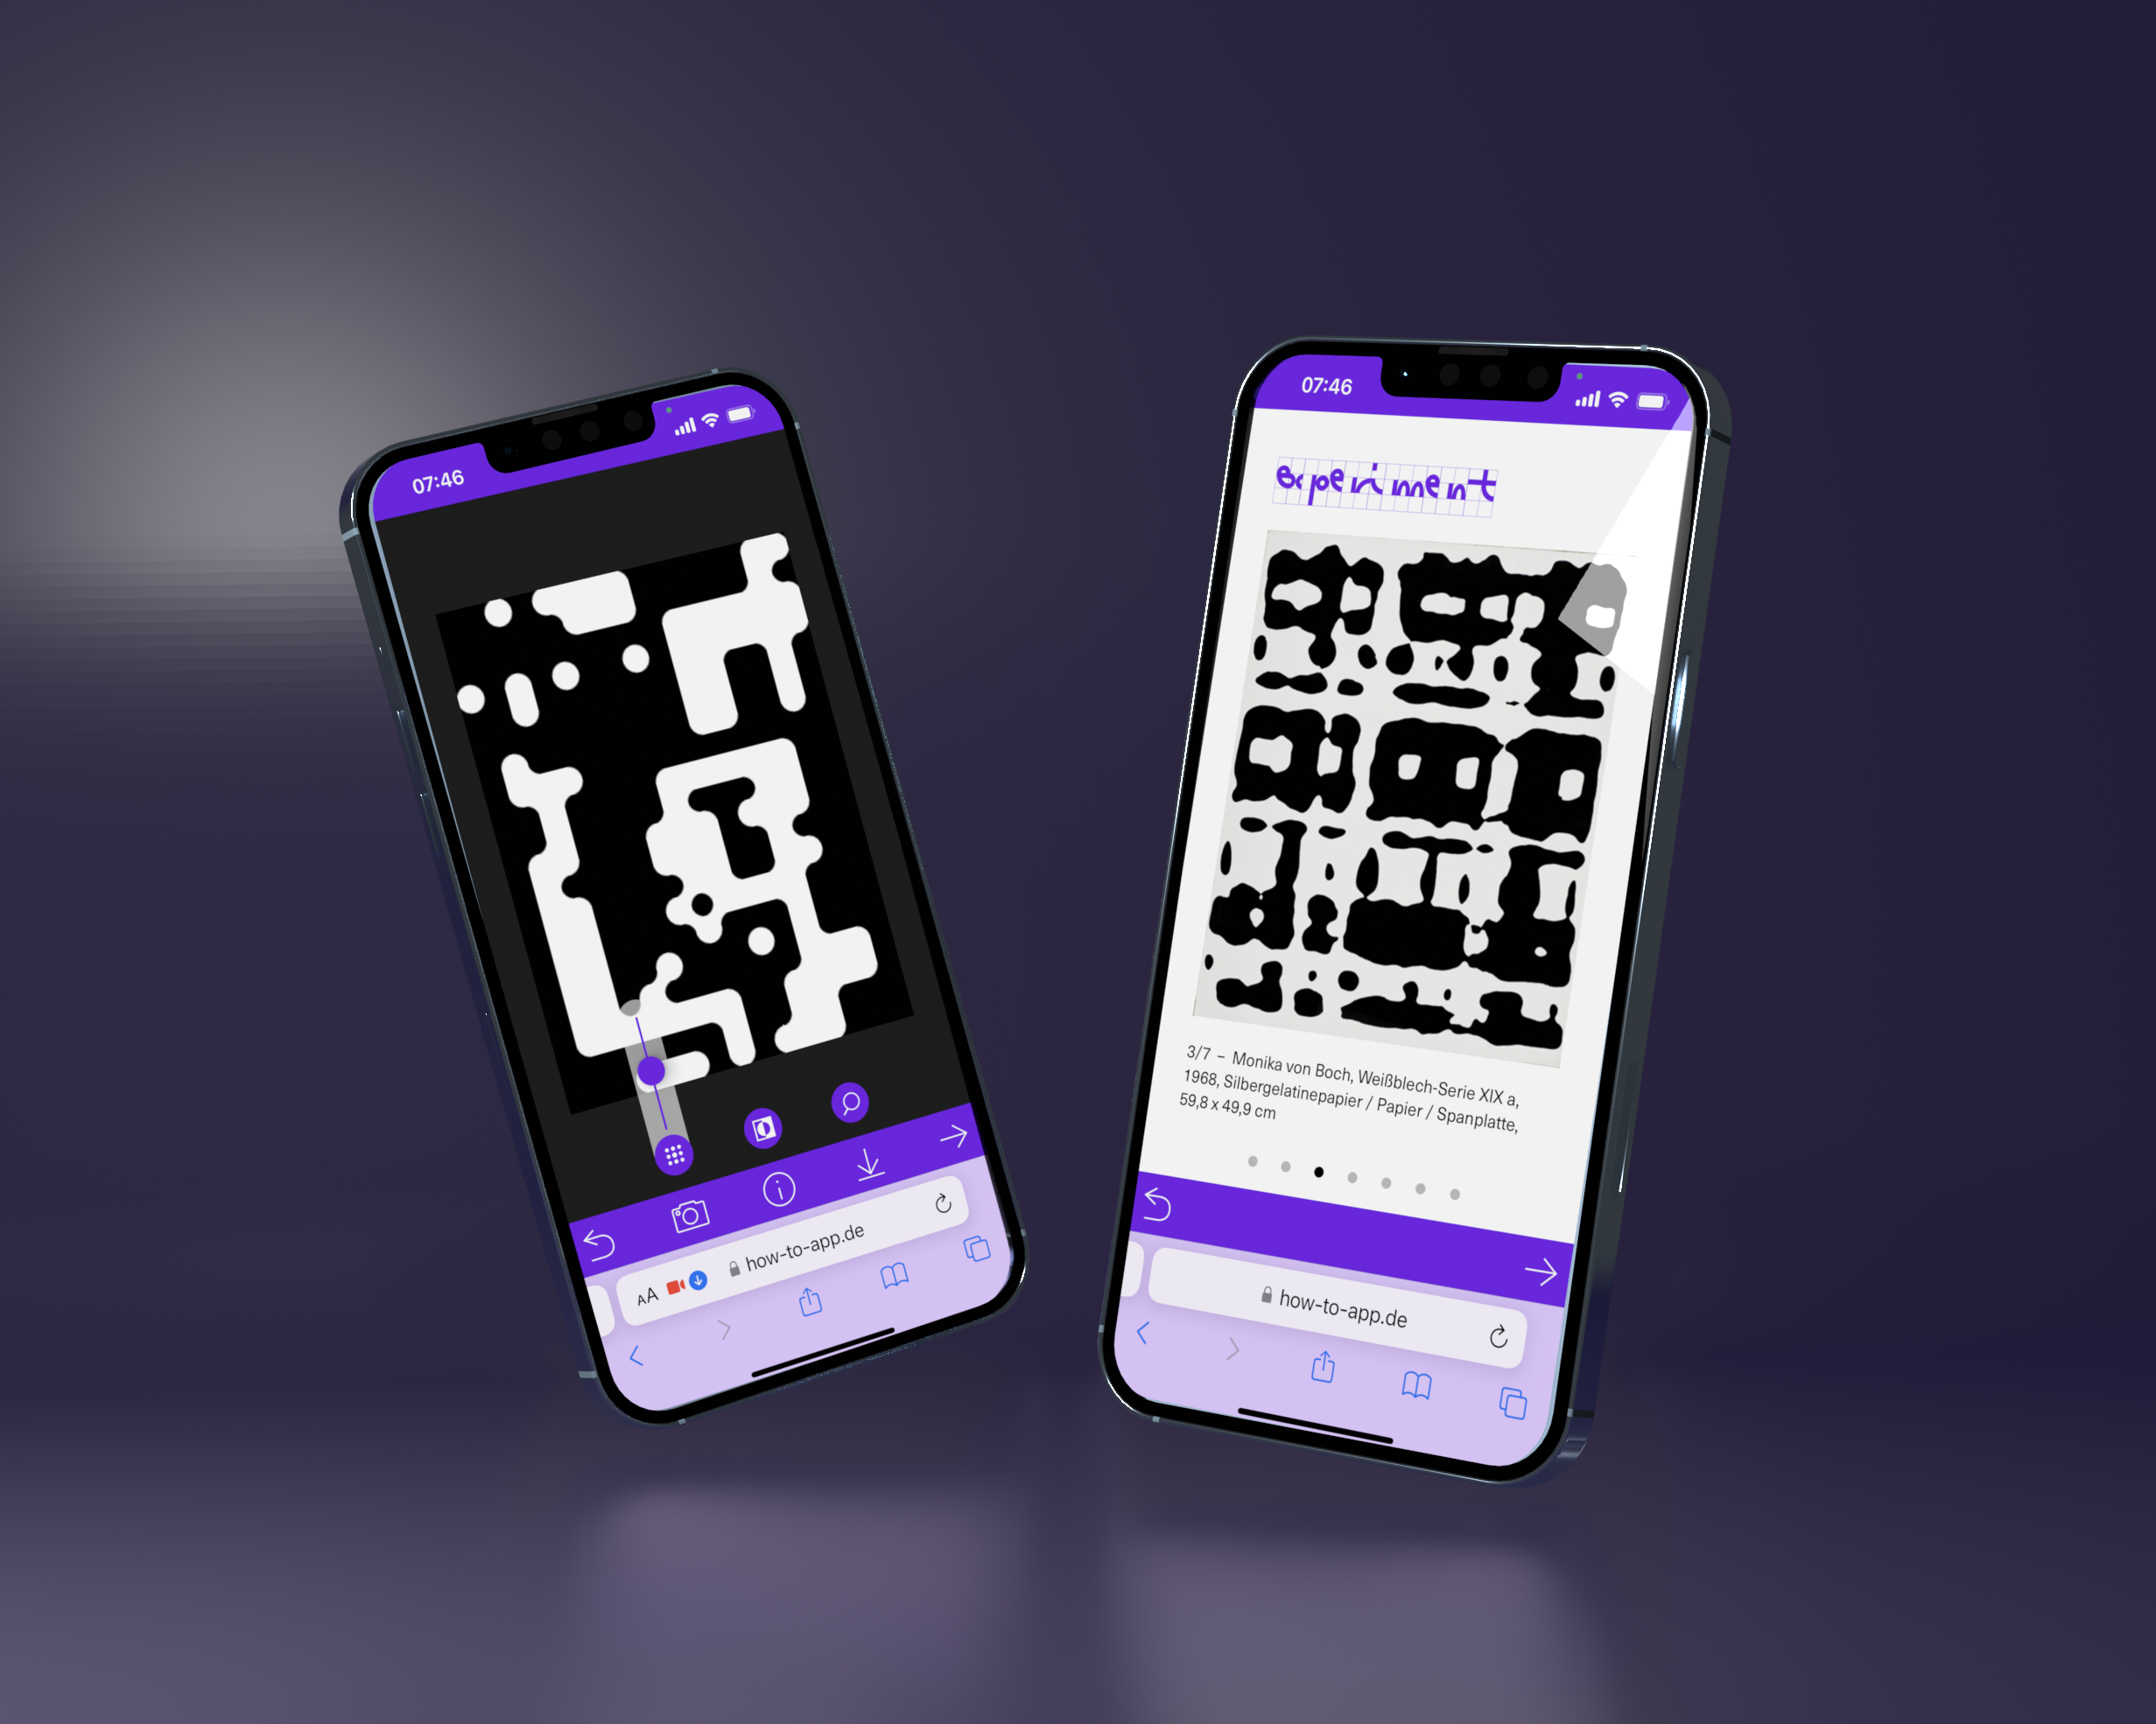 07:46
AA how-to-app.de
07:46
experiment
3/7 – Monika von Boch, Weißblech-Serie XIX a,
1968, Silbergelatinepapier / Papier / Spanplatte,
59,8 x 49,9 cm
how-to-app.de